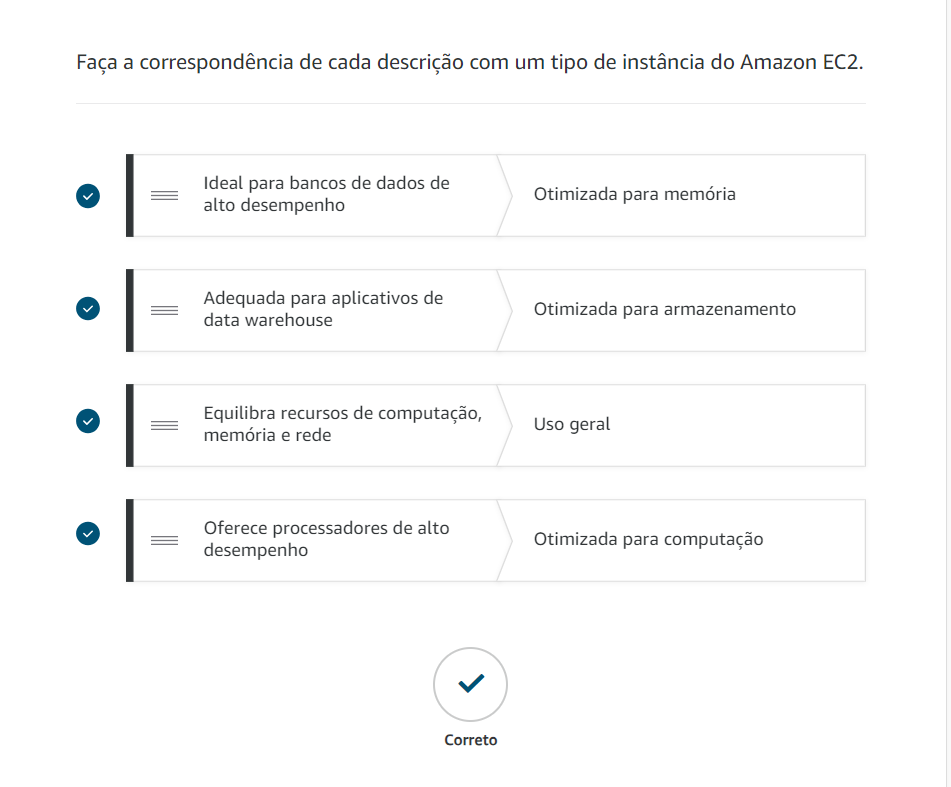 Faça a correspondência de cada descrição com um tipo de instância do Amazon EC2.
Ideal para bancos de dados de
alto desempenho
Otimizada para memória
Adequada para aplicativos de
data warehouse
Otimizada para armazenamento
Equilibra recursos de computação,
memória e rede
Uso geral
Oferece processadores de alto
desempenho
Otimizada para computação
Correto